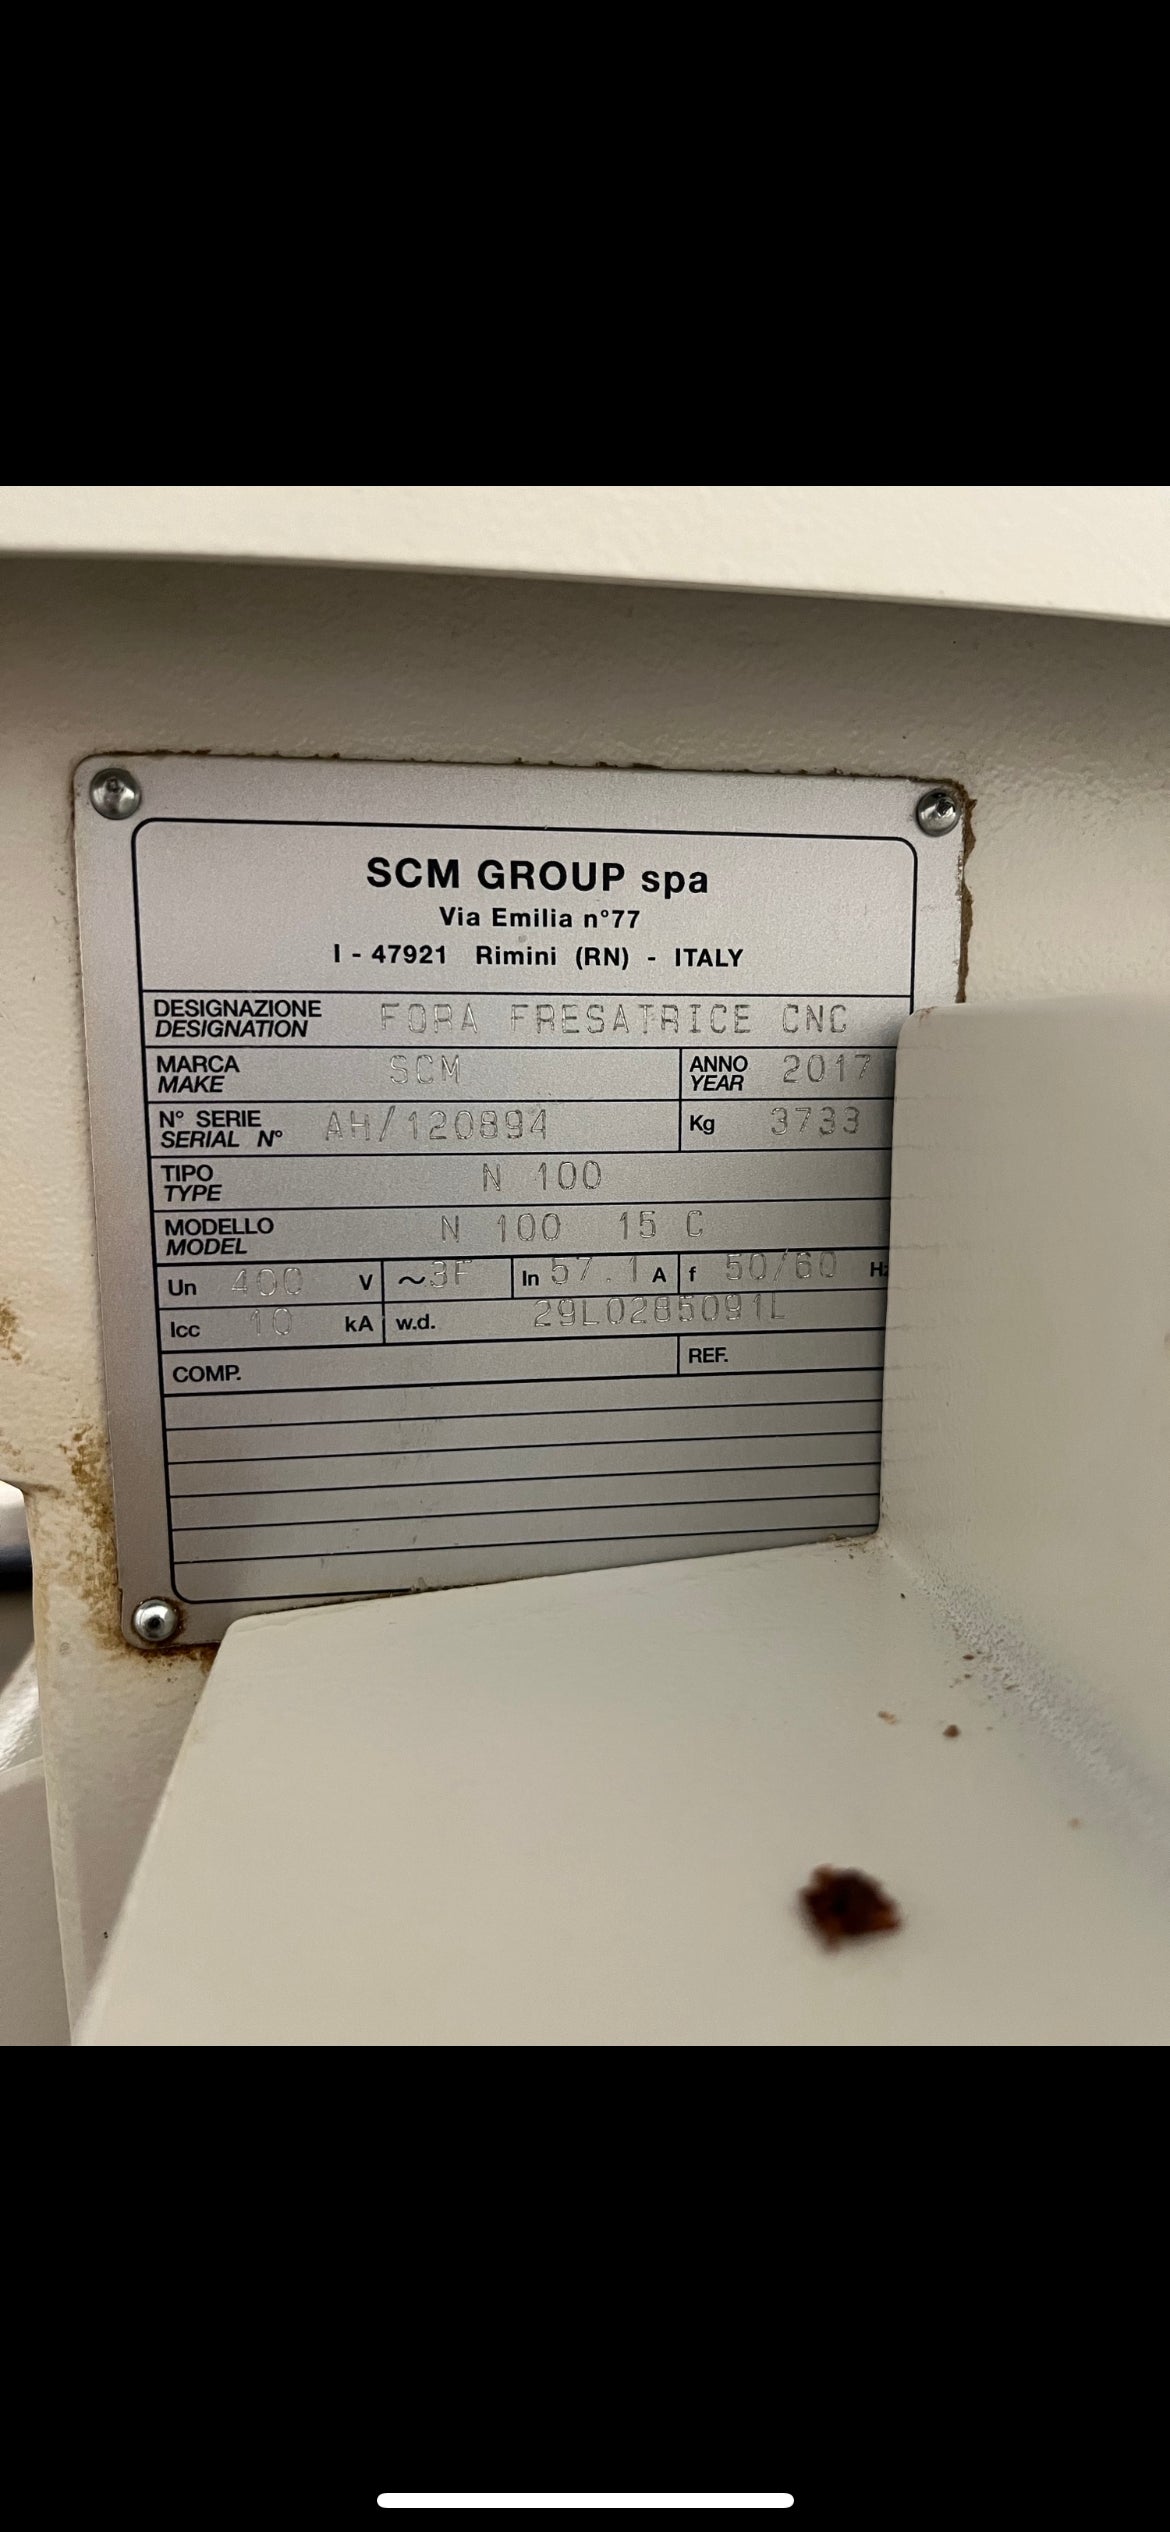 SCM GROUP spa
Via Emilia n°77
I - 47921 Rimini (RN) - ITALY
DESIGNAZIONE
DESIGNATION
FORA FRESATRICE CNC
MARCA
MAKE
SCM
ANNO
YEAR
2017
N° SERIE
SERIAL N°
AH/120894
Kg 3733
TIPO
TYPE
N 100
MODELLO
MODEL
N 100 15 C
Un 400 V ~3F In 57.1 A f 50/60 Hz
Icc 10 kA w.d. 29L0285091L
COMP. REF.